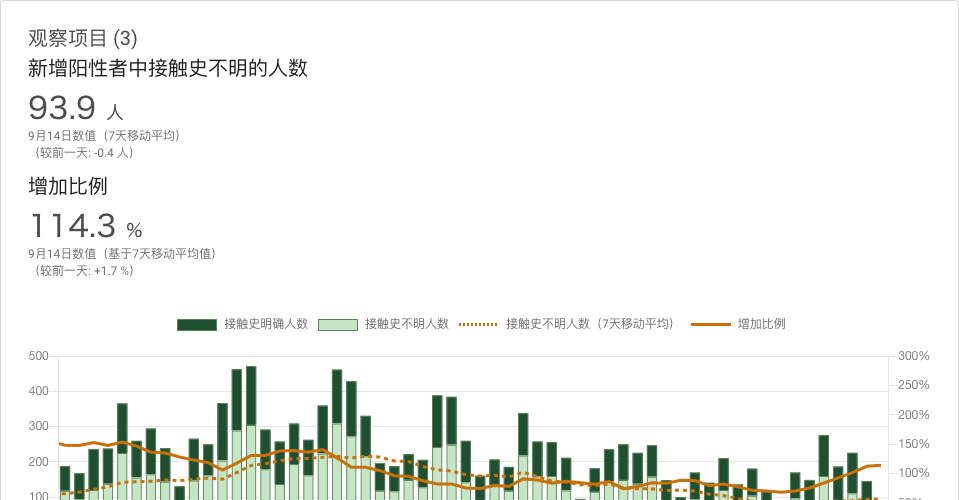 观察项目 (3)
新增阳性者中接触史不明的人数
93.9 人
9月14日数值（7天移动平均）
（较前一天: -0.4 人）
增加比例
114.3 %
9月14日数值（基于7天移动平均值）
（较前一天: +1.7 %）
接触史明确人数 接触史不明人数 接触史不明人数（7天移动平均） 增加比例
500 300%
250%
400
200%
300
150%
200
100%
100